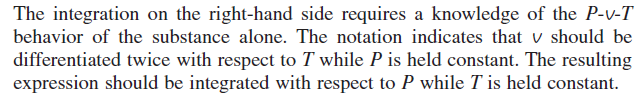 The integration on the right-hand side requires a knowledge of the P-v-T
behavior of the substance alone. The notation indicates that v should be
differentiated twice with respect to T while P is held constant. The resulting
expression should be integrated with respect to P while T is held constant.